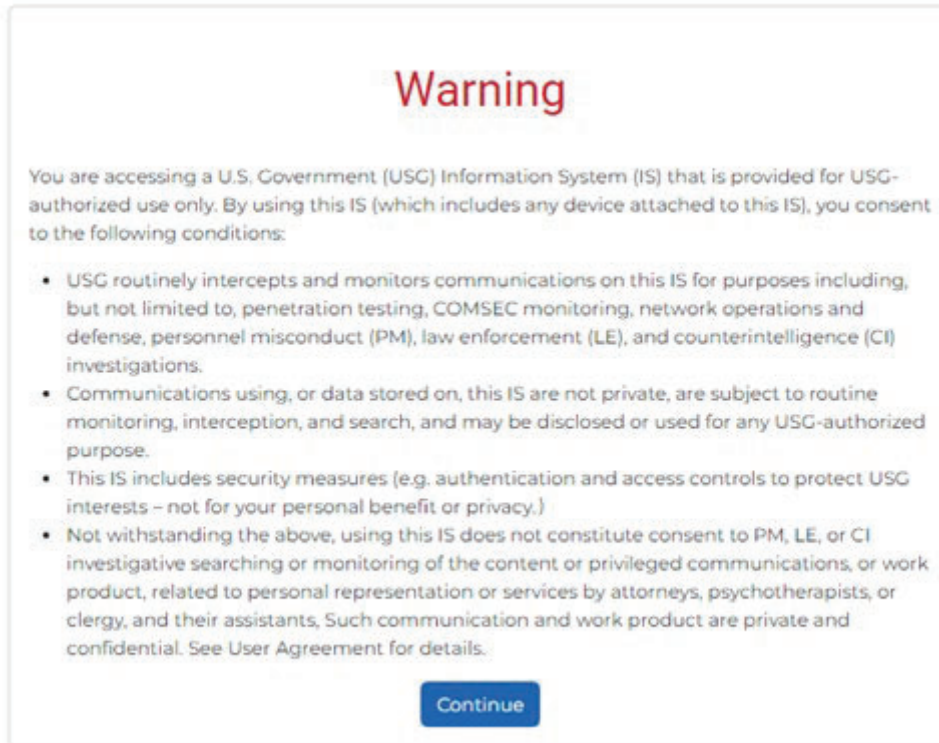 Warning
You are accessing a U.S. Government (USG) Information System (IS) that is provided for USG-
authorized use only. By using this IS (which includes any device attached to this IS), you consent
to the following conditions:
• USG routinely intercepts and monitors communications on this IS for purposes including,
but not limited to, penetration testing, COMSEC monitoring, network operations and
defense, personnel misconduct (PM), law enforcement (LE), and counterintelligence (CI)
investigations.
• Communications using, or data stored on, this IS are not private, are subject to routine
monitoring, interception, and search, and may be disclosed or used for any USG-authorized
purpose.
• This IS includes security measures (e.g. authentication and access controls to protect USG
interests – not for your personal benefit or privacy.)
• Not withstanding the above, using this IS does not constitute consent to PM, LE, or CI
investigative searching or monitoring of the content or privileged communications, or work
product, related to personal representation or services by attorneys, psychotherapists, or
clergy, and their assistants, Such communication and work product are private and
confidential. See User Agreement for details.
Continue